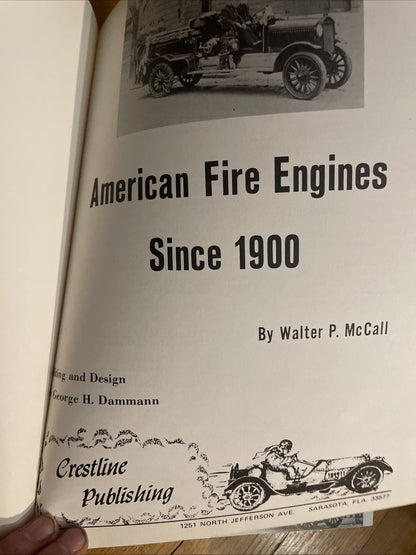 American Fire Engines
Since 1900
By Walter P. McCall
and Design
George H. Dammann
Crestline
Publishing
1251 NORTH JEFFERSON AVE. SARASOTA, FLA. 33577